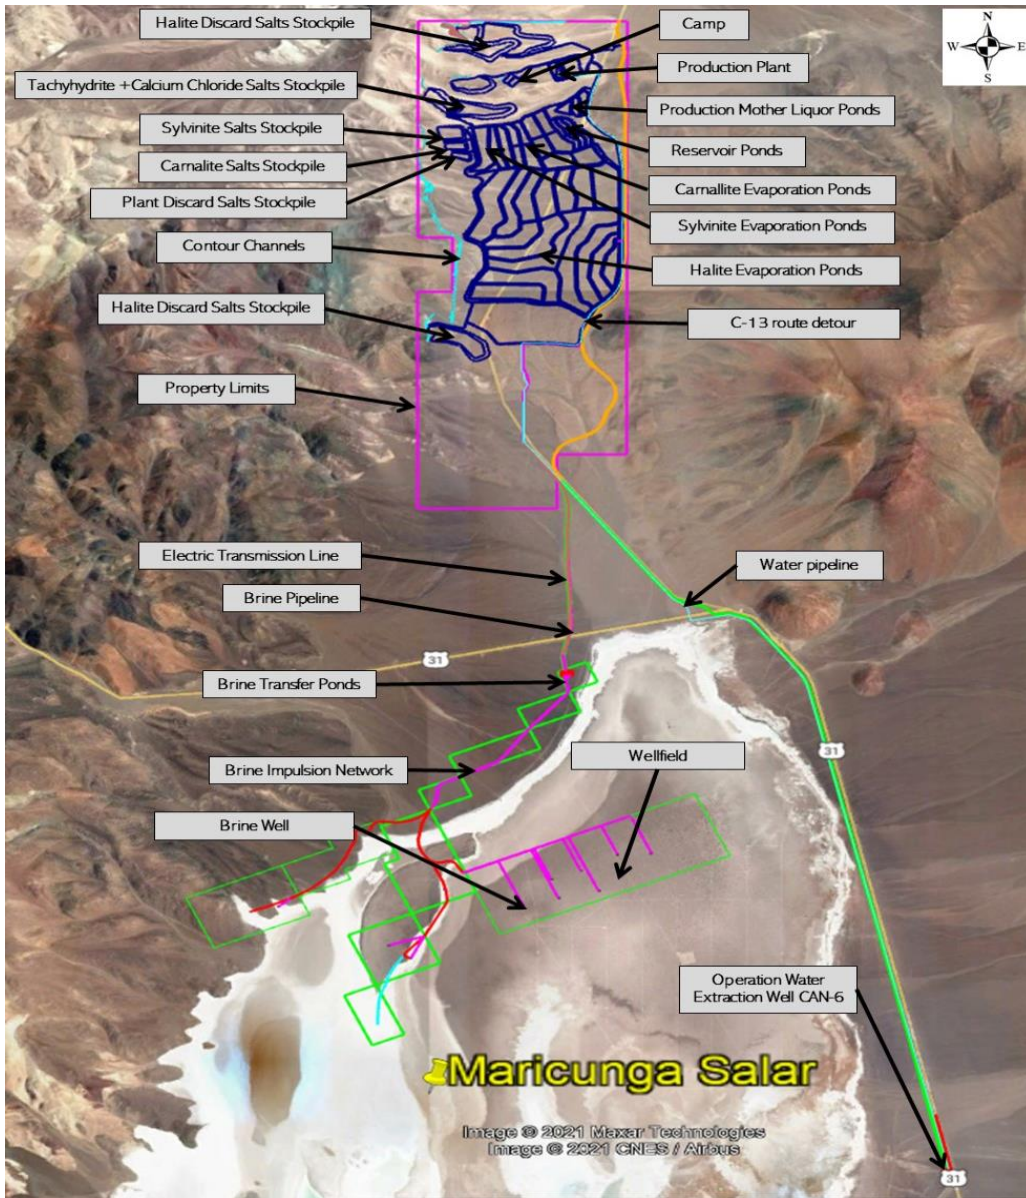 Halite Discard Salts Stockpile
Camp
N
W E
S
Production Plant
Tachyhydrite +Calcium Chloride Salts Stockpile
Production Mother Liquor Ponds
Sylvinite Salts Stockpile
Reservoir Ponds
Carnalite Salts Stockpile
Carnallite Evaporation Ponds
Plant Discard Salts Stockpile
Sylvinite Evaporation Ponds
Contour Channels
Halite Evaporation Ponds
Halite Discard Salts Stockpile
C-13 route detour
Property Limits
Electric Transmission Line
Water pipeline
Brine Pipeline
31
Brine Transfer Ponds
31
Wellfield
Brine Impulsion Network
Brine Well
Operation Water
Extraction Well CAN-6
Maricunga Salar
Image © 2021 Maxar Technologies
Image © 2021 CNES / Airbus
31